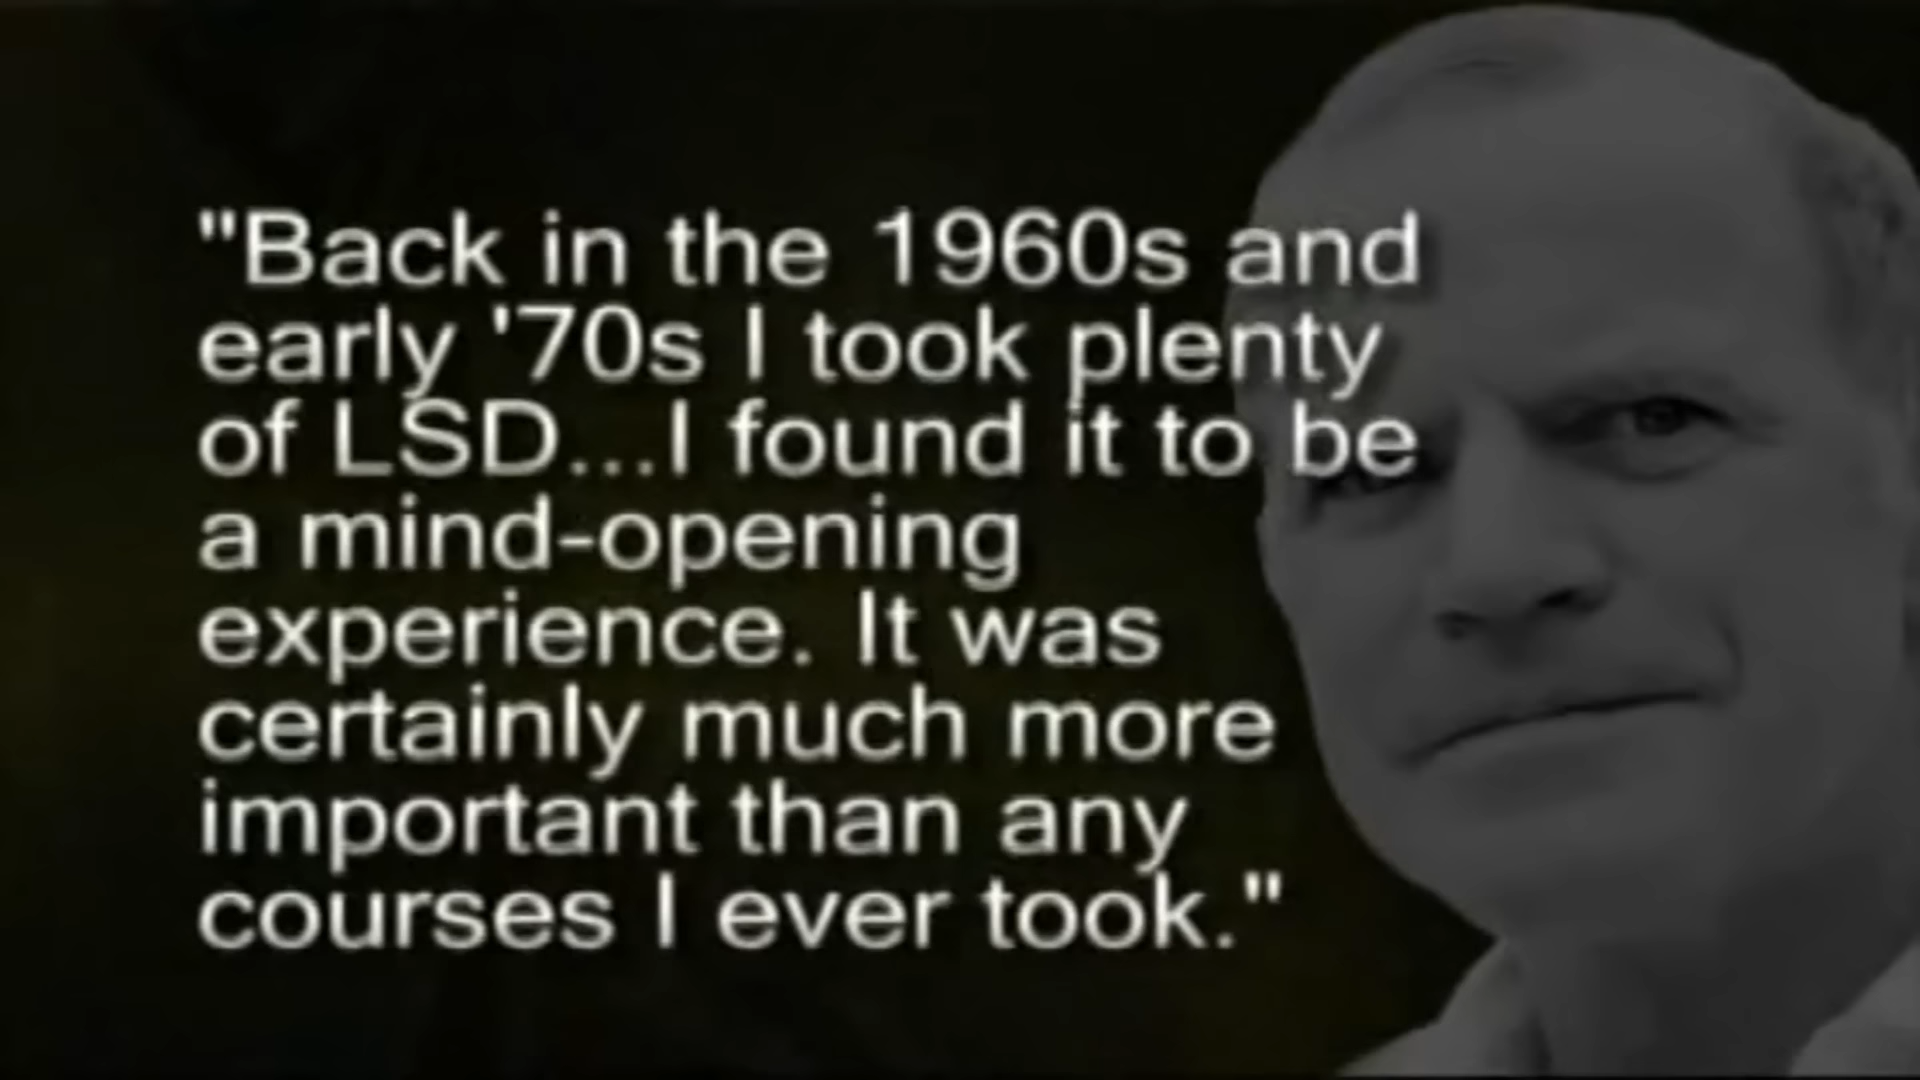 "Back in the 1960s and
early '70s I took plenty
of LSD...I found it to be
a mind-opening
experience. It was
certainly much more
important than any
courses I ever took."